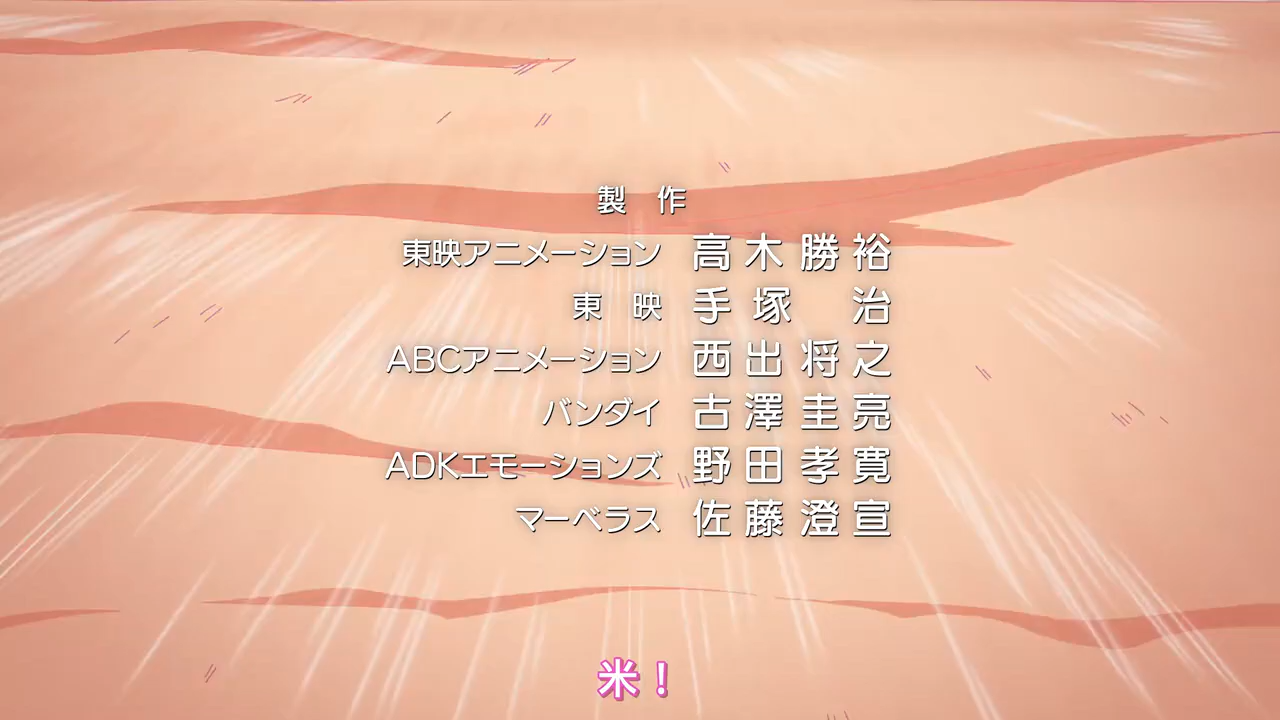 製　作
東映アニメーション　高木勝裕
東　映　手塚　治
ABCアニメーション　西出将之
バンダイ　古澤圭亮
ADKエモーションズ　野田孝寛
マーベラス　佐藤澄宣
米！